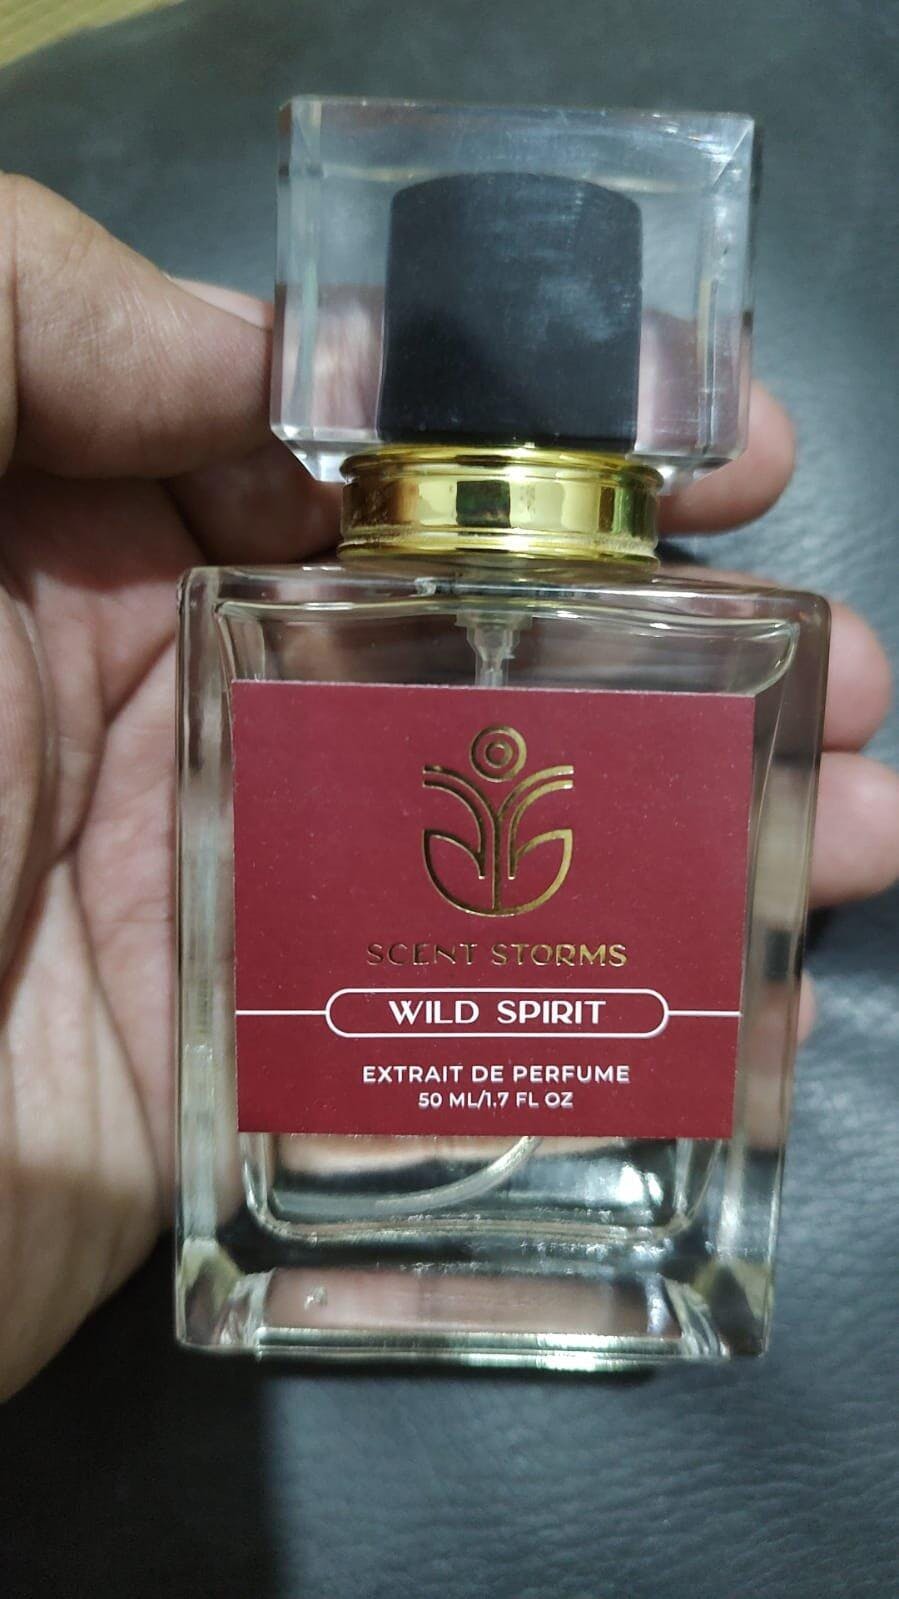 SCENT STORMS
WILD SPIRIT
EXTRAIT DE PERFUME
50 ML/1.7 FL OZ